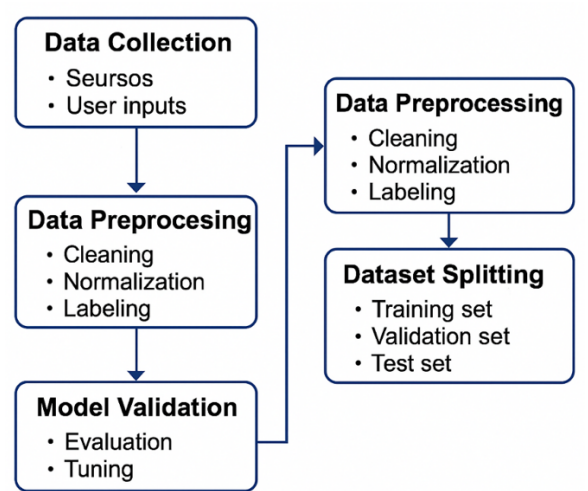 Data Collection
• Seursos
• User inputs
Data Preprocesing
• Cleaning
• Normalization
• Labeling
Model Validation
• Evaluation
• Tuning
Data Preprocessing
• Cleaning
• Normalization
• Labeling
Dataset Splitting
• Training set
• Validation set
• Test set